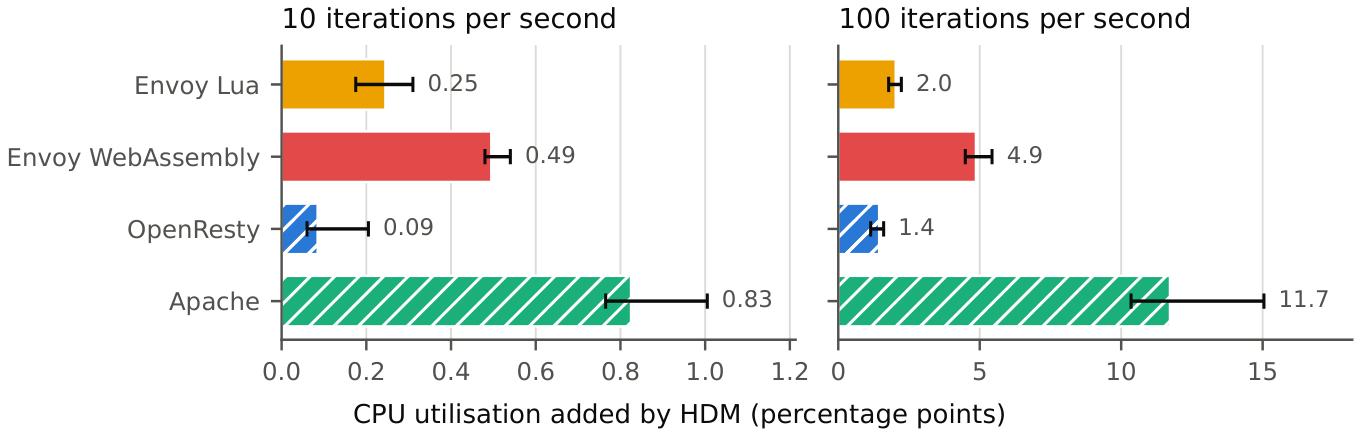 10 iterations per second
100 iterations per second
Envoy Lua
0.25
2.0
Envoy WebAssembly
0.49
4.9
OpenResty
0.09
1.4
Apache
0.83
11.7
0.0 0.2 0.4 0.6 0.8 1.0 1.2
0 5 10 15
CPU utilisation added by HDM (percentage points)